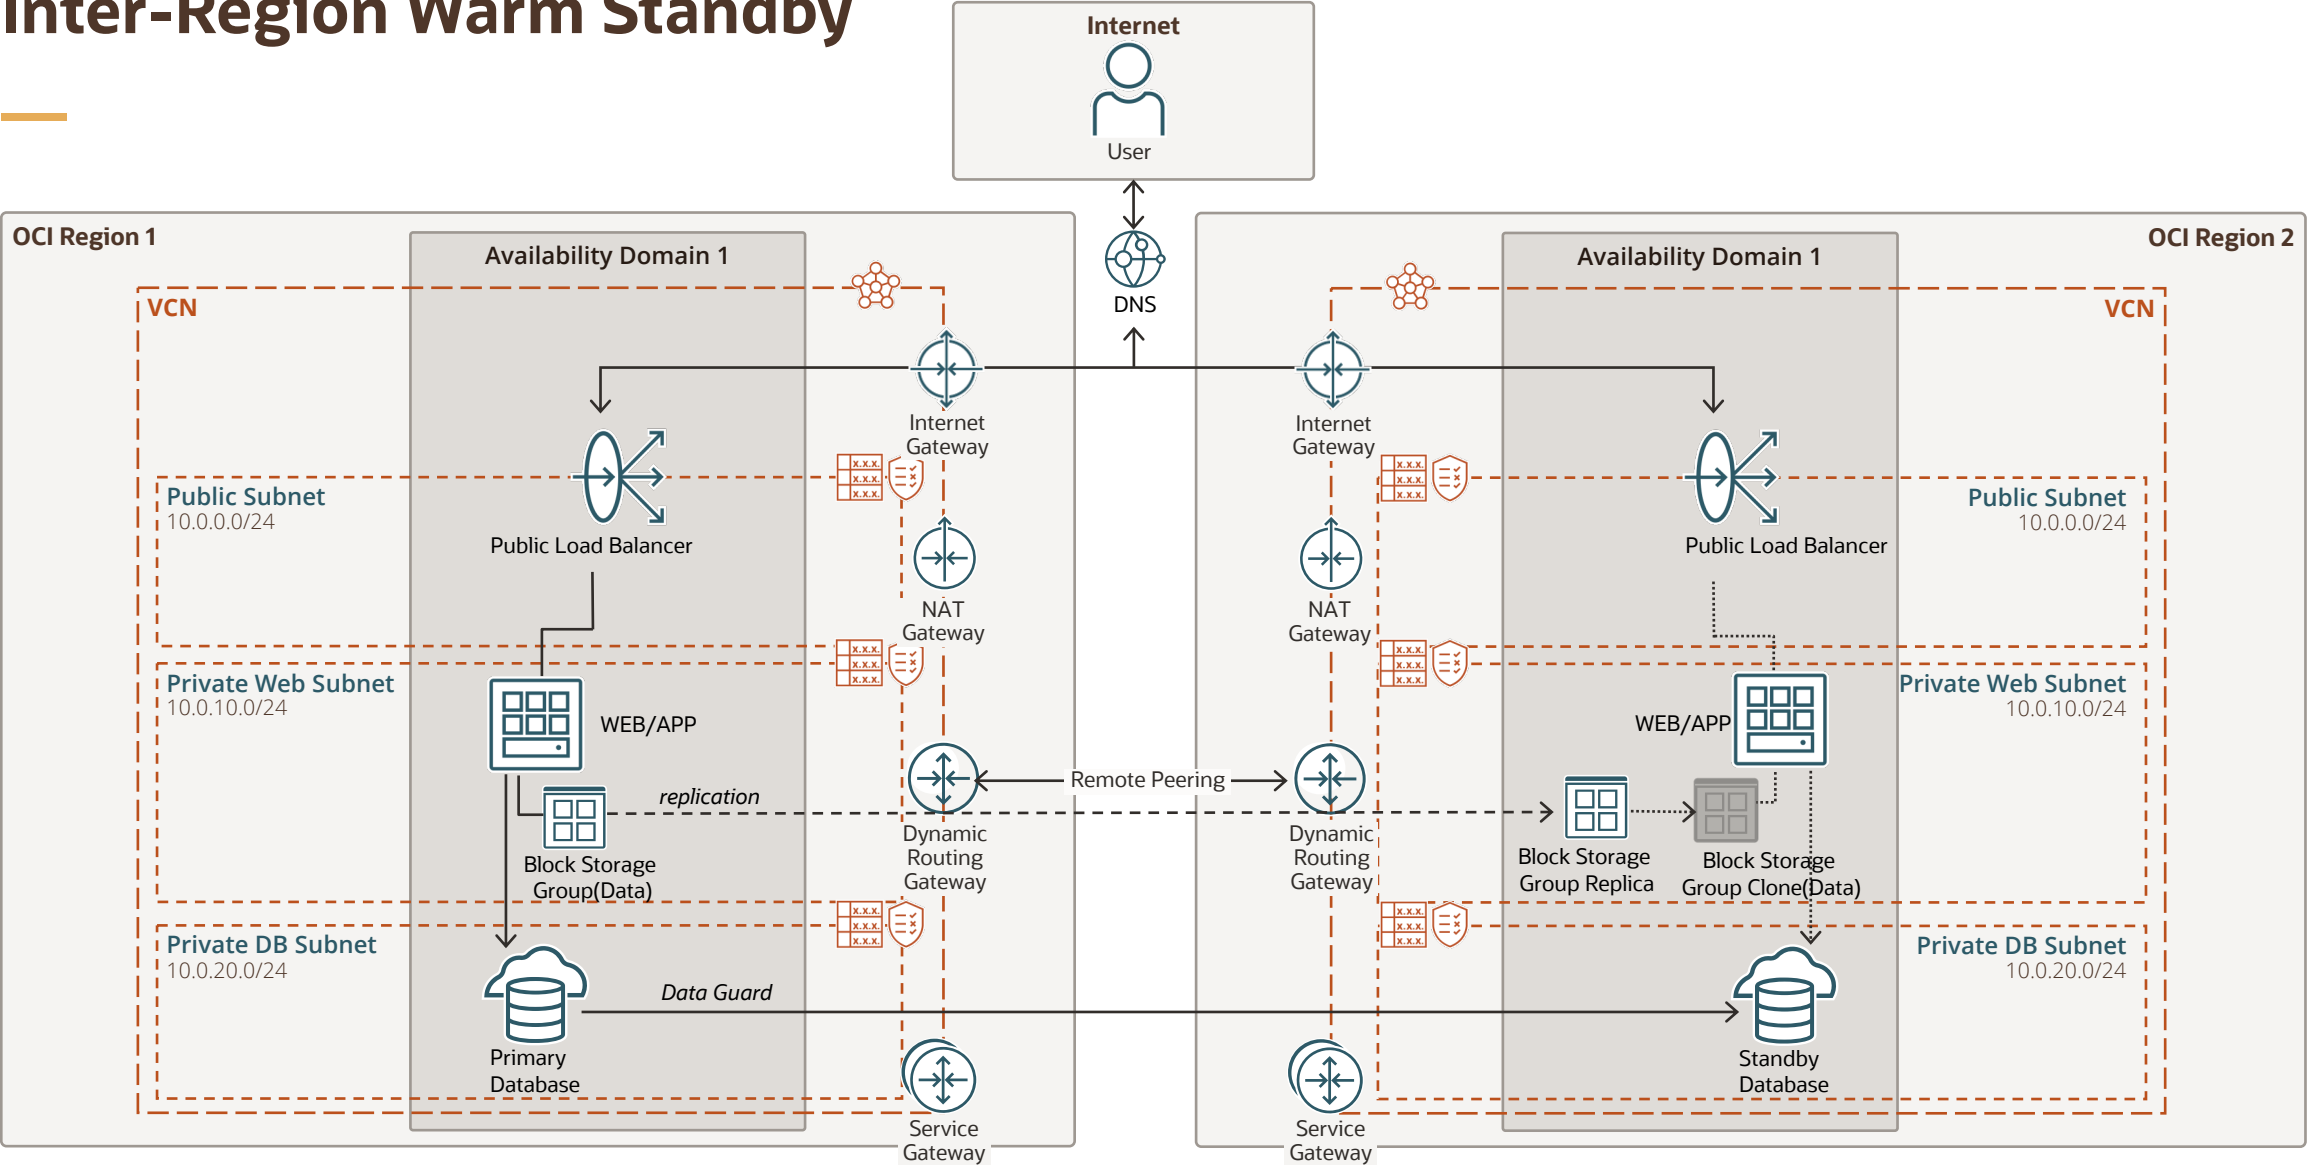 Inter-Region Warm Standby
Internet
User
DNS
OCI Region 1
Availability Domain 1
VCN
Internet
Gateway
Public Subnet
10.0.0.0/24
Public Load Balancer
x.x.x.
x.x.x.
x.x.x.
NAT
Gateway
Private Web Subnet
10.0.10.0/24
WEB/APP
x.x.x.
x.x.x.
x.x.x.
replication
Block Storage
Group(Data)
Dynamic
Routing
Gateway
Remote Peering
Private DB Subnet
10.0.20.0/24
x.x.x.
x.x.x.
x.x.x.
Data Guard
Primary
Database
Service
Gateway
OCI Region 2
Availability Domain 1
VCN
Internet
Gateway
x.x.x.
x.x.x.
x.x.x.
Public Subnet
10.0.0.0/24
Public Load Balancer
NAT
Gateway
x.x.x.
x.x.x.
x.x.x.
Private Web Subnet
10.0.10.0/24
WEB/APP
Dynamic
Routing
Gateway
Block Storage
Group Replica
Block Storage
Group Clone(Data)
x.x.x.
x.x.x.
x.x.x.
Private DB Subnet
10.0.20.0/24
Standby
Database
Service
Gateway